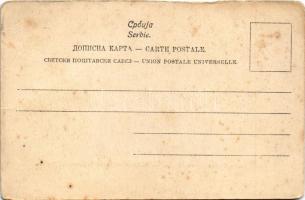 Србија
Serbie.
ДОПИСНА КАРТА — CARTE POSTALE.
СВЕТСКИ ПОШТАНСКИ САВЕЗ — UNION POSTALE UNIVERSELLE.